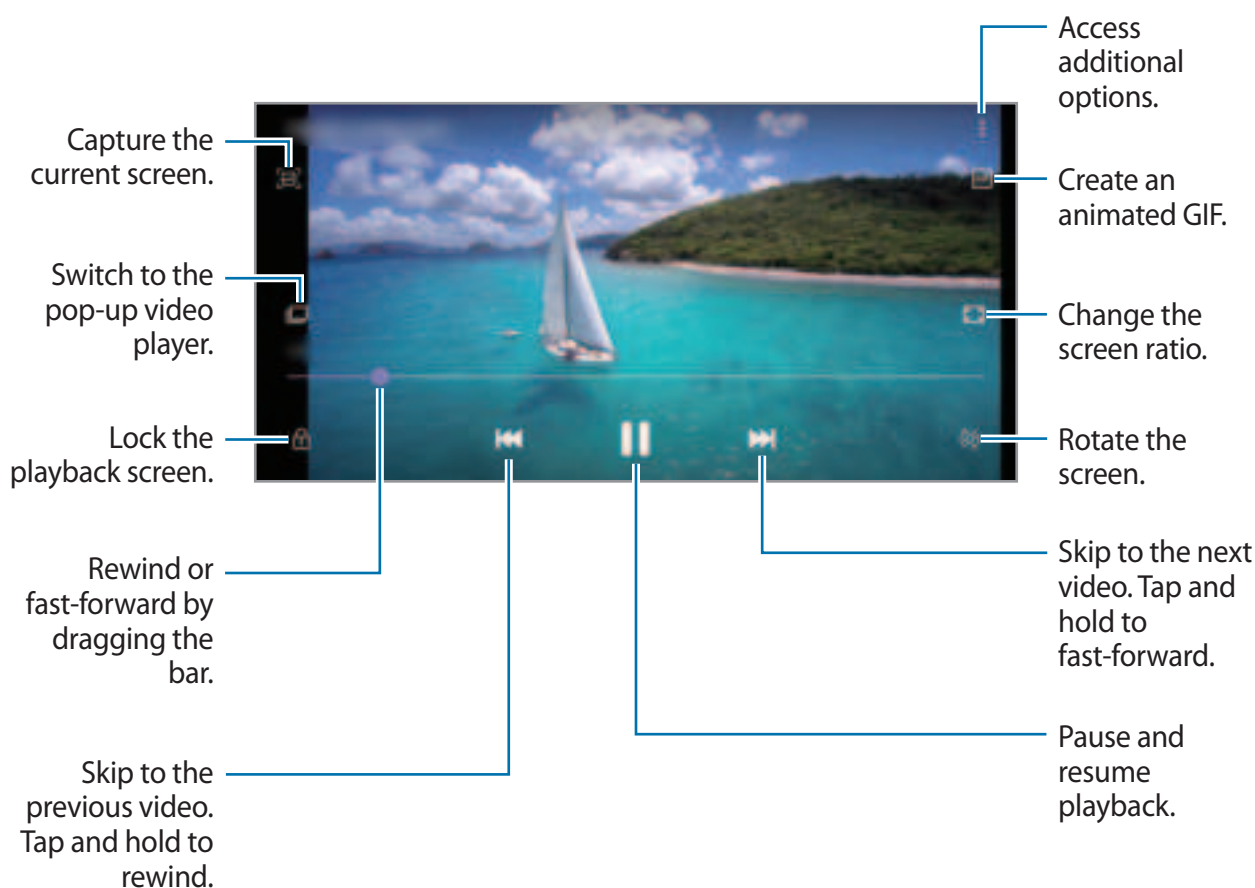 Access
additional
options.
Capture the
current screen.
Create an
animated GIF.
Switch to the
pop-up video
player.
Change the
screen ratio.
Lock the
playback screen.
Rotate the
screen.
Rewind or
fast-forward by
dragging the
bar.
Skip to the next
video. Tap and
hold to
fast-forward.
Pause and
resume
playback.
Skip to the
previous video.
Tap and hold to
rewind.